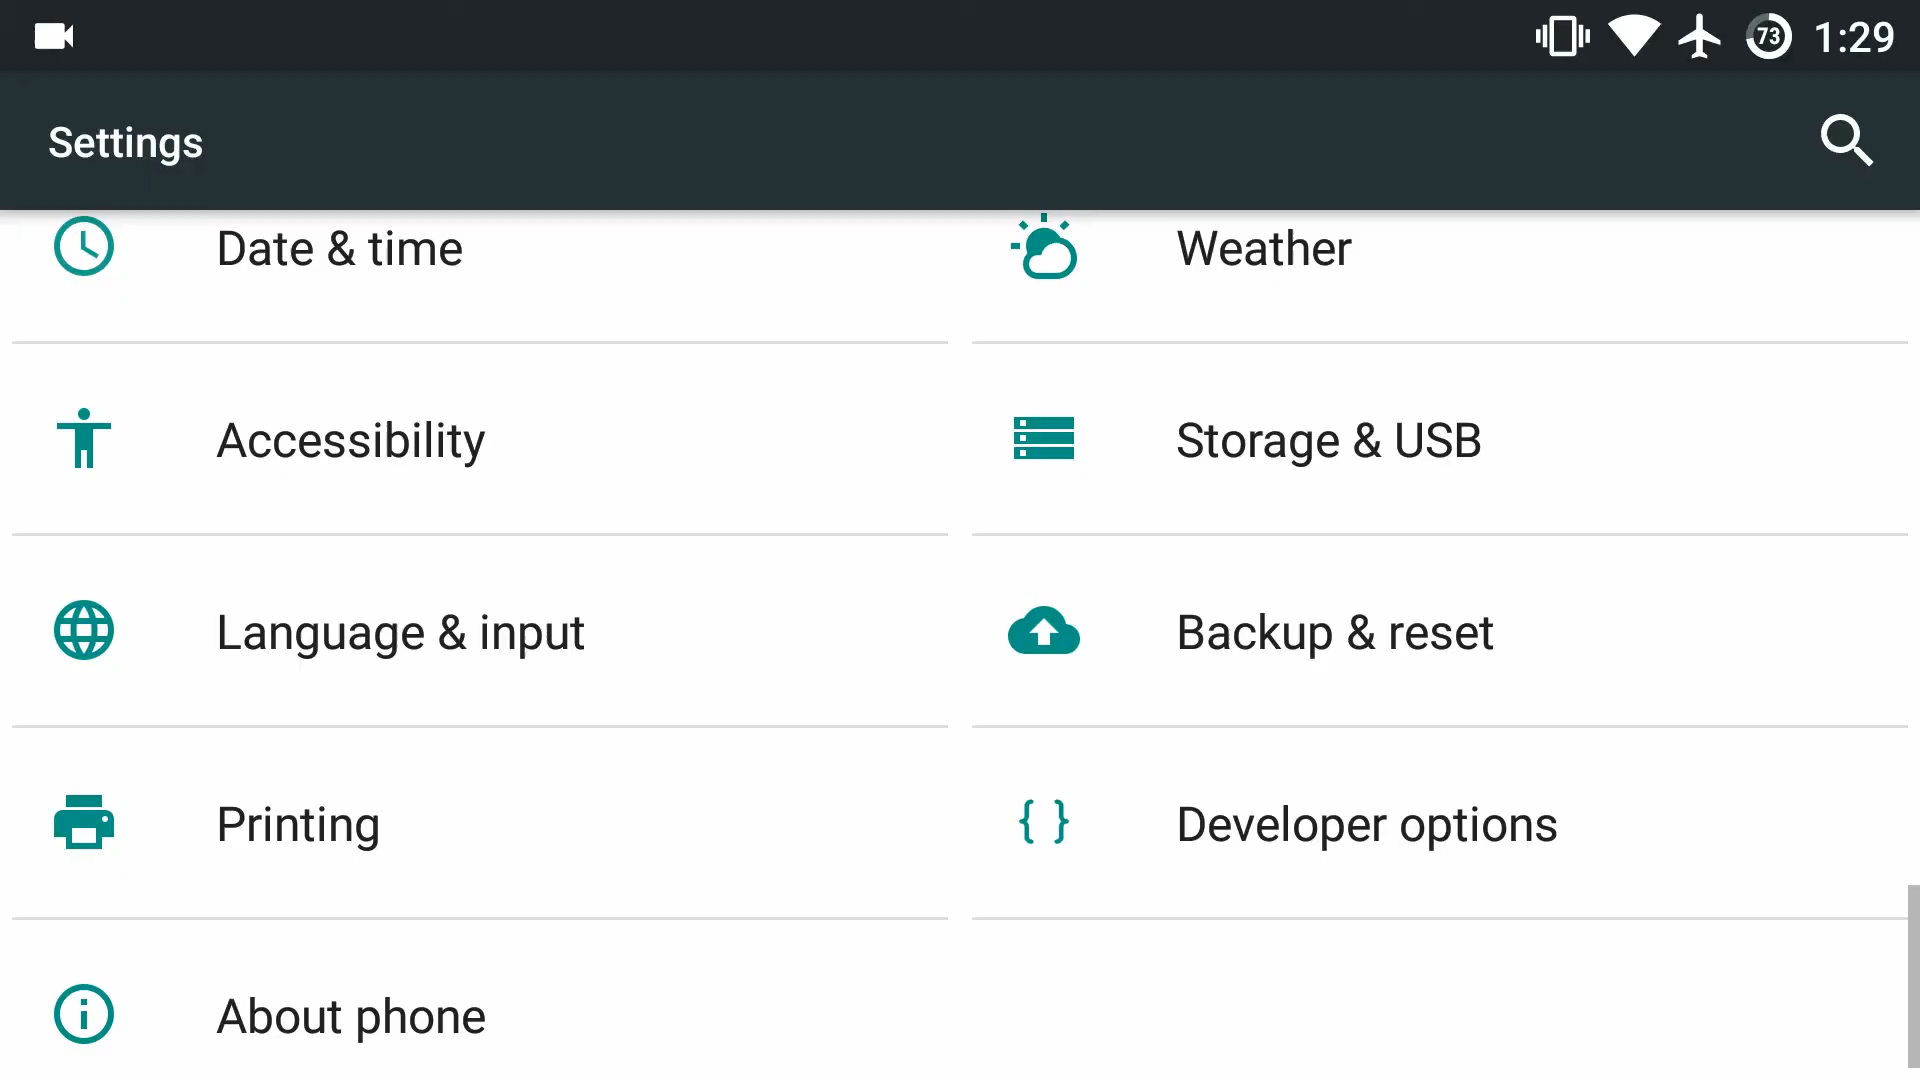 73 1:29
Settings
Date & time
Weather
Accessibility
Storage & USB
Language & input
Backup & reset
Printing
{ } Developer options
About phone